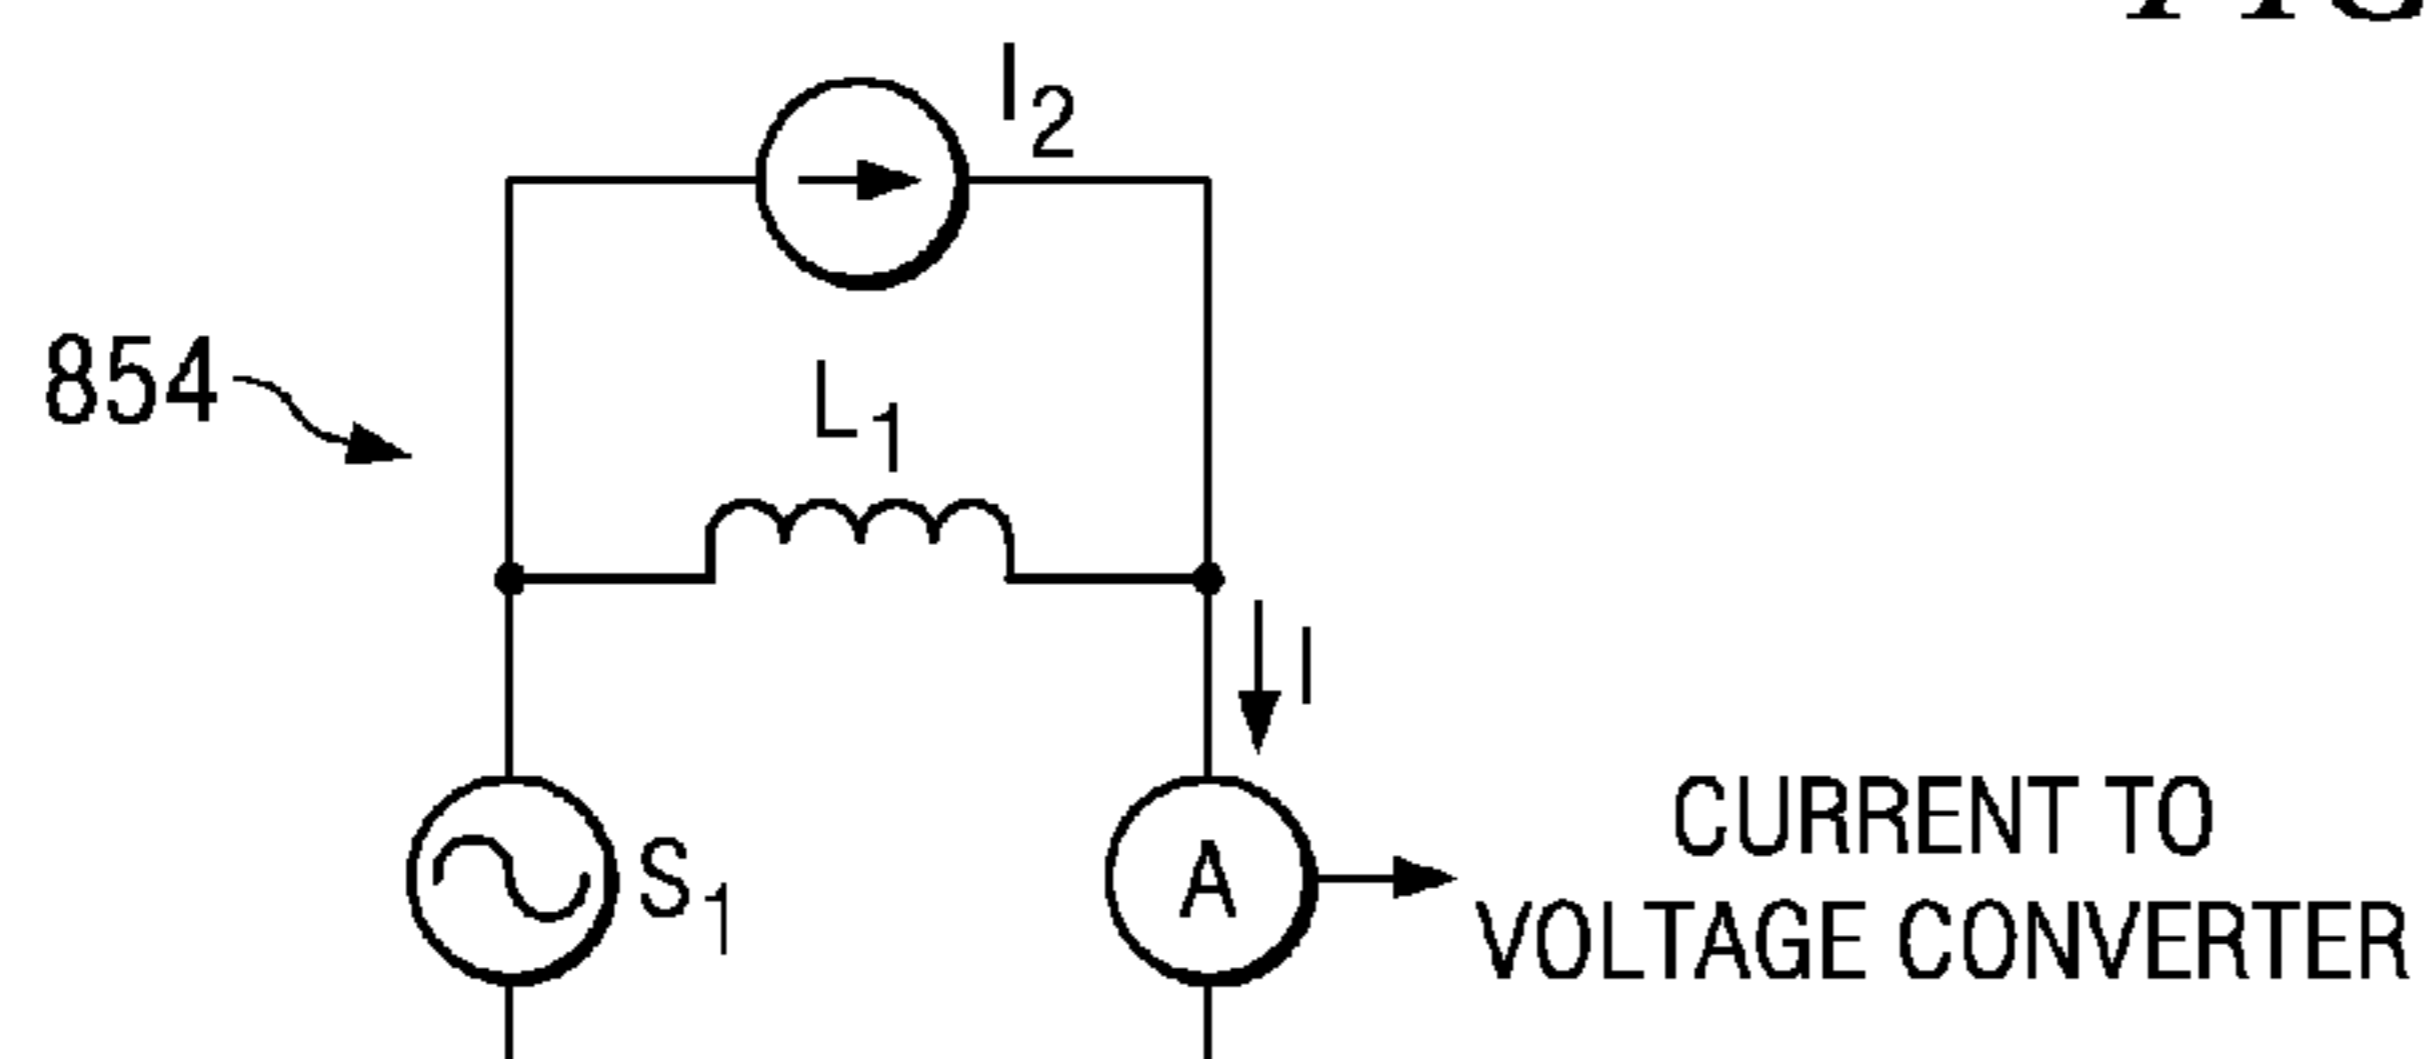 I2
854
L1
I
S1
A
CURRENT TO
VOLTAGE CONVERTER